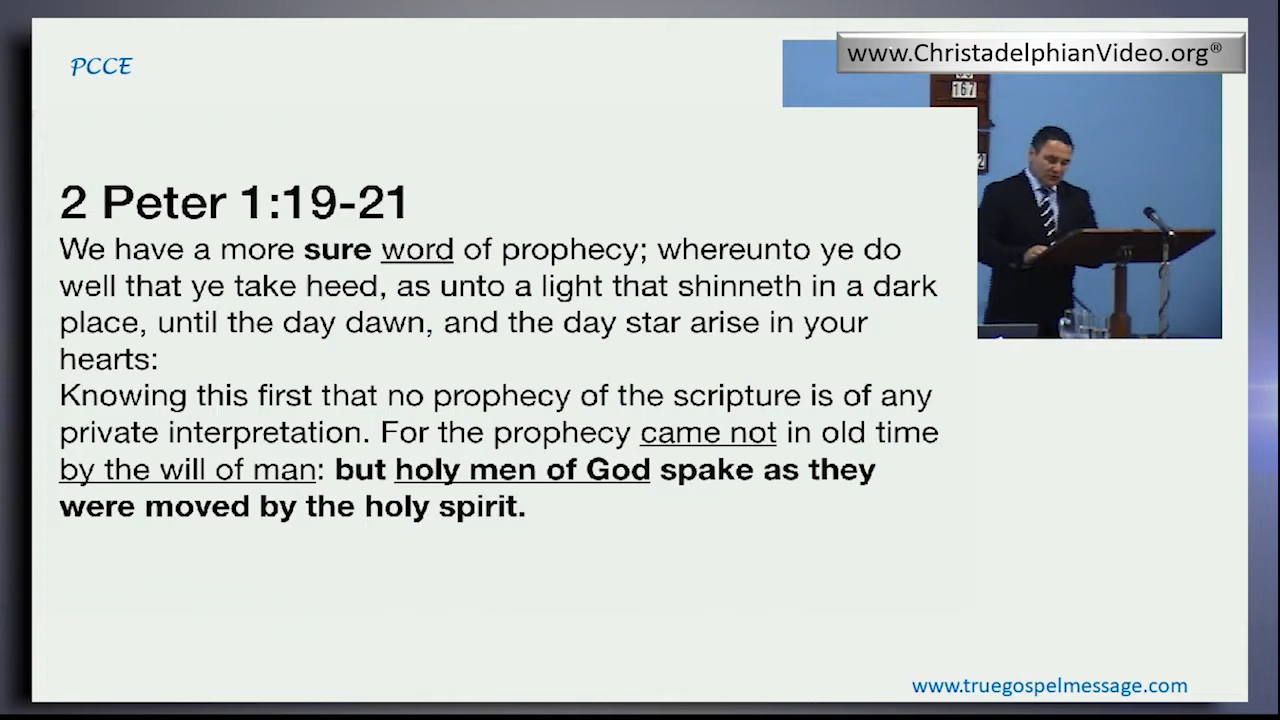 PCCE
www.ChristadelphianVideo.org®
167
2
2 Peter 1:19-21
We have a more sure word of prophecy; whereunto ye do
well that ye take heed, as unto a light that shinneth in a dark
place, until the day dawn, and the day star arise in your
hearts:
Knowing this first that no prophecy of the scripture is of any
private interpretation. For the prophecy came not in old time
by the will of man: but holy men of God spake as they
were moved by the holy spirit.
www.truegospelmessage.com